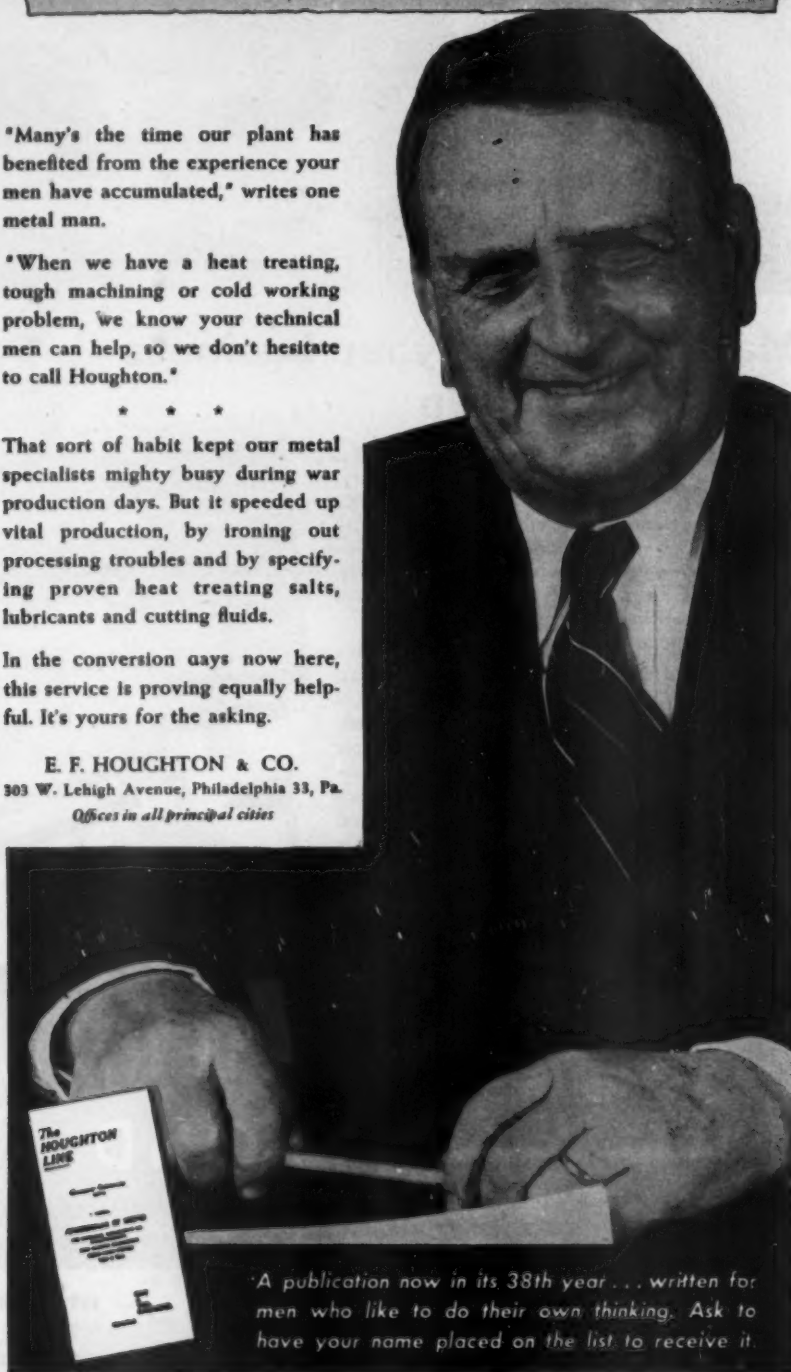 "Many's the time our plant has
benefited from the experience your
men have accumulated," writes one
metal man.
"When we have a heat treating,
tough machining or cold working
problem, we know your technical
men can help, so we don't hesitate
to call Houghton."
* * *
That sort of habit kept our metal
specialists mighty busy during war
production days. But it speeded up
vital production, by ironing out
processing troubles and by specify-
ing proven heat treating salts,
lubricants and cutting fluids.
In the conversion days now here,
this service is proving equally help-
ful. It's yours for the asking.
E. F. HOUGHTON & CO.
303 W. Lehigh Avenue, Philadelphia 33, Pa.
Offices in all principal cities
The
HOUGHTON
LINE
A publication now in its 38th year... written for
men who like to do their own thinking. Ask to
have your name placed on the list to receive it.